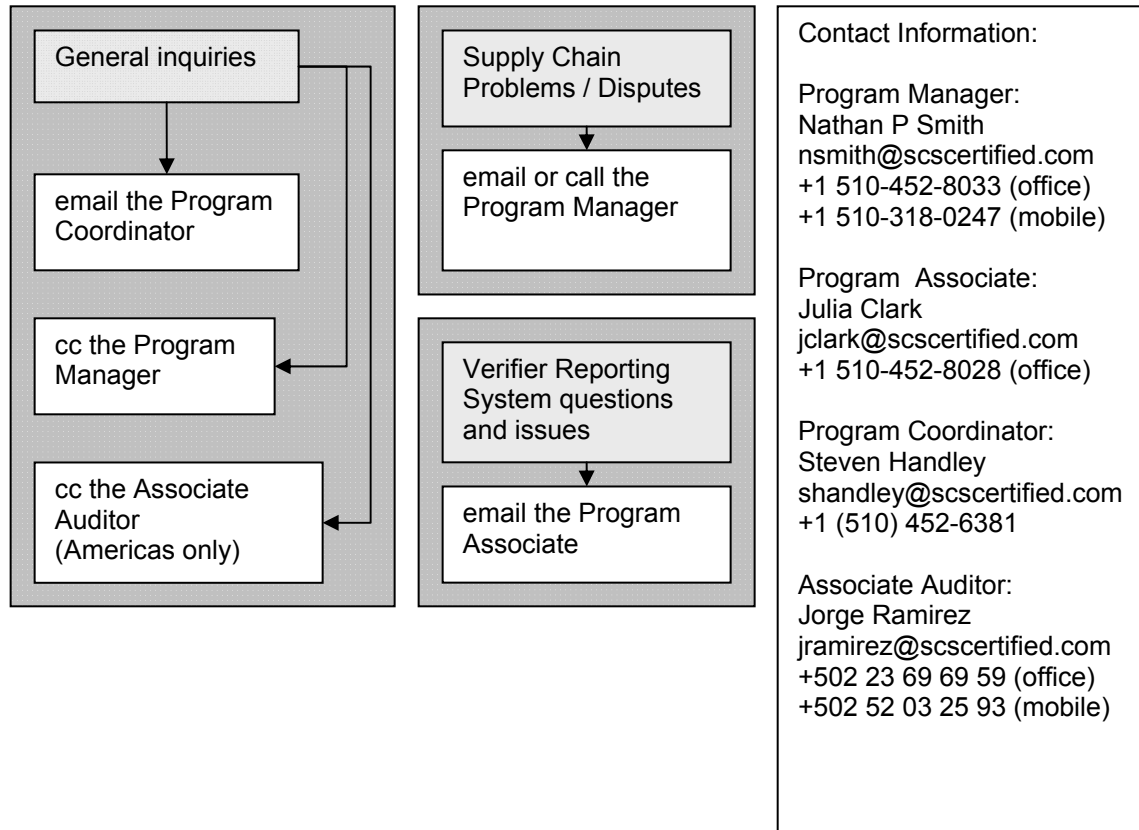 General inquiries
email the Program
Coordinator
cc the Program
Manager
cc the Associate
Auditor
(Americas only)
Supply Chain
Problems / Disputes
email or call the
Program Manager
Verifier Reporting
System questions
and issues
email the Program
Associate
Contact Information:
Program Manager:
Nathan P Smith
nsmith@scscertified.com
+1 510-452-8033 (office)
+1 510-318-0247 (mobile)
Program Associate:
Julia Clark
jclark@scscertified.com
+1 510-452-8028 (office)
Program Coordinator:
Steven Handley
shandley@scscertified.com
+1 (510) 452-6381
Associate Auditor:
Jorge Ramirez
jramirez@scscertified.com
+502 23 69 69 59 (office)
+502 52 03 25 93 (mobile)